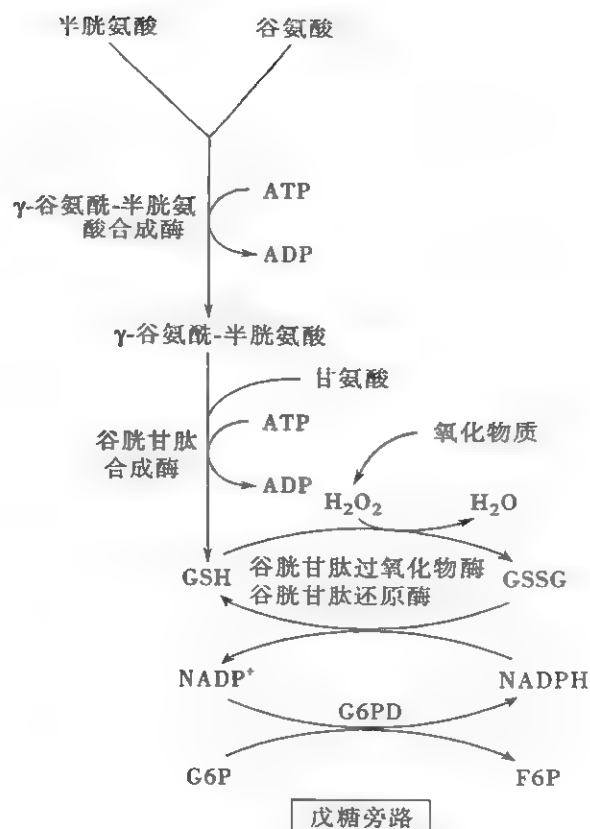 半胱氨酸 谷氨酸
γ-谷氨酰-半胱氨
酸合成酶
ATP
ADP
γ-谷氨酰-半胱氨酸
甘氨酸
谷胱甘肽
合成酶
ATP
ADP
氧化物质
H₂O₂ H₂O
GSH 谷胱甘肽过氧化物酶 GSSG
谷胱甘肽还原酶
NADP⁺ NADPH
G6PD
G6P F6P
戊糖旁路